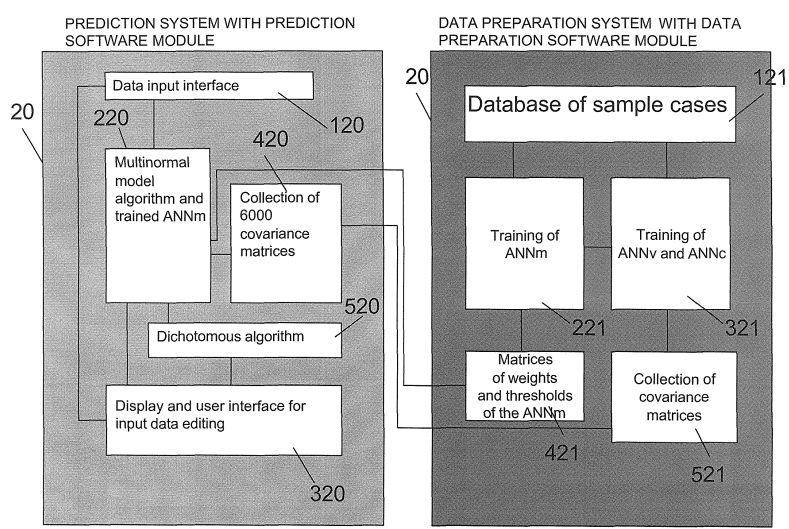 PREDICTION SYSTEM WITH PREDICTION
SOFTWARE MODULE
20
Data input interface
120
220
Multinormal
model
algorithm and
trained ANNm
420
Collection of
6000
covariance
matrices
520
Dichotomous algorithm
Display and user interface for
input data editing
320
DATA PREPARATION SYSTEM WITH DATA
PREPARATION SOFTWARE MODULE
20
121
Database of sample cases
Training of
ANNm
221
Training of
ANNv and ANNc
321
Matrices
of weights
and thresholds
of the ANNm
421
Collection of
covariance
matrices
521